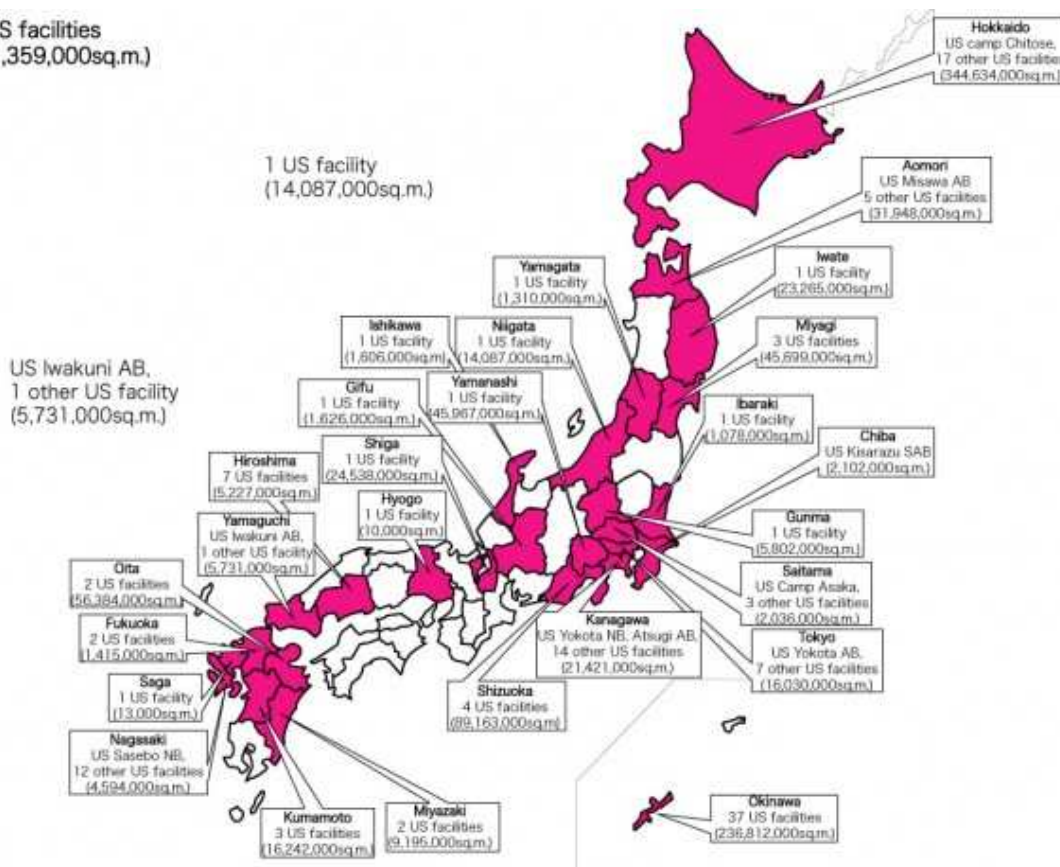 S facilities
,359,000sq.m.)
Hokkaido
US camp Chitose,
17 other US facilities
(344,634,000sq.m.)
1 US facility
(14,087,000sq.m.)
Aomori
US Misawa AB
5 other US facilities
(31,948,000sq.m.)
Iwate
1 US facility
(23,265,000sq.m.)
Yamagata
1 US facility
(1,310,000sq.m.)
Ishikawa
1 US facility
(1,606,000sq.m)
Niigata
1 US facility
(14,087,000sq.m.)
Miyagi
3 US facilities
(45,699,000sq.m.)
US Iwakuni AB,
1 other US facility
(5,731,000sq.m.)
Gifu
1 US facility
(1,626,000sq.m.)
Yamanashi
1 US facility
(45,967,000sq.m.)
Ibaraki
1 US facility
(1,078,000sq.m.)
Chiba
US Kisarazu SAB
(2,102,000sq.m.)
Shiga
1 US facility
(24,538,000sq.m.)
Hiroshima
7 US facilities
(5,227,000sq.m.)
Hyogo
1 US facility
(10,000sq.m.)
Gunma
1 US facility
(5,802,000sq.m.)
Yamaguchi
US Iwakuni AB,
1 other US facility
(5,731,000sq.m.)
Oita
2 US facilities
(56,384,000sq.m.)
Saitama
US Camp Asaka,
3 other US facilities
(2,036,000sq.m.)
Fukuoka
2 US facilities
(1,415,000sq.m.)
Kanagawa
US Yokota NB, Atsugi AB,
14 other US facilities
(21,421,000sq.m.)
Tokyo
US Yokota AB,
7 other US facilities
(16,030,000sq.m.)
Saga
1 US facility
(13,000sq.m.)
Shizuoka
4 US facilities
(89,163,000sq.m)
Nagasaki
US Sasebo NB,
12 other US facilities
(4,594,000sq.m.)
Kumamoto
3 US facilities
(16,242,000sq.m.)
Miyazaki
2 US facilities
(9,195,000sq.m.)
Okinawa
37 US facilities
(236,812,000sq.m.)